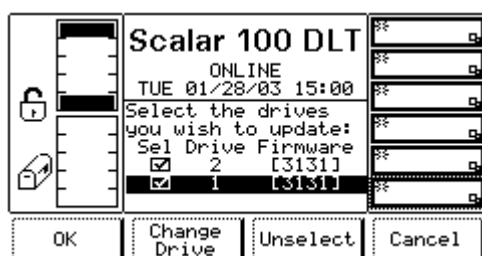 Scalar 100 DLT
ONLINE
TUE 01/28/03 15:00
Select the drives
you wish to update:
Sel Drive Firmware
2 [3131]
1 [3131]
OK
Change
Drive
Unselect
Cancel